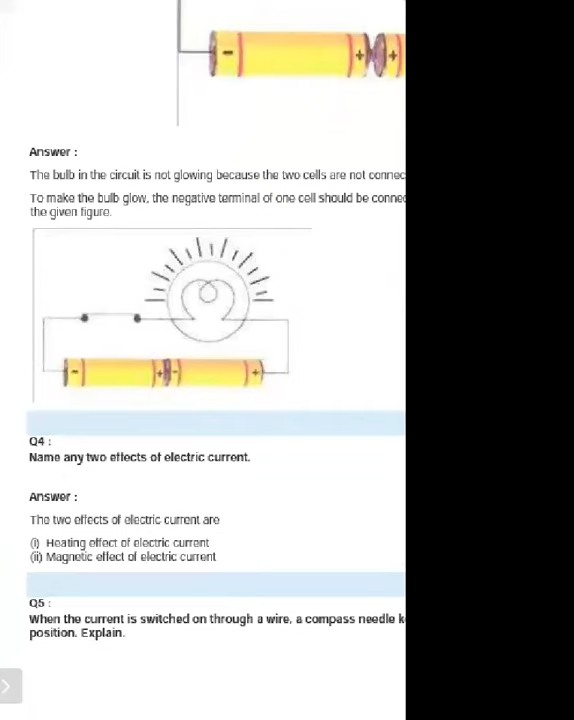 - + +
Answer :
The bulb in the circuit is not glowing because the two cells are not
To make the bulb glow, the negative terminal of one cell should be
the given figure.
- + - +
Q4 :
Name any two effects of electric current.
Answer :
The two effects of electric current are
(i) Heating effect of electric current
(ii) Magnetic effect of electric current
Q5 :
When the current is switched on through a wire, a compass needle
position. Explain.